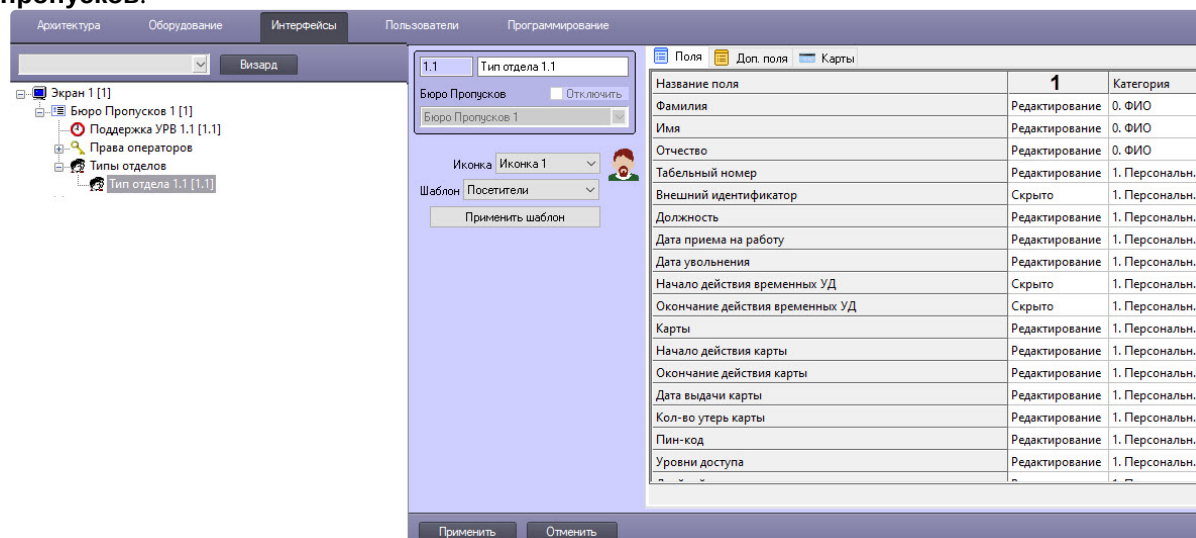 пропусков.
Архитектура Оборудование Интерфейсы Пользователи Программирование
Визард
Экран 1 [1]
Бюро Пропусков 1 [1]
Поддержка УРВ 1.1 [1.1]
Права операторов
Типы отделов
Тип отдела 1.1 [1.1]
1.1 Тип отдела 1.1
Бюро Пропусков Отключить
Бюро Пропусков 1
Иконка Иконка 1
Шаблон Посетители
Применить шаблон
Поля Доп. поля Карты
Название поля 1 Категория
Фамилия Редактирование 0. ФИО
Имя Редактирование 0. ФИО
Отчество Редактирование 0. ФИО
Табельный номер Редактирование 1. Персональн.
Внешний идентификатор Скрыто 1. Персональн.
Должность Редактирование 1. Персональн.
Дата приема на работу Редактирование 1. Персональн.
Дата увольнения Редактирование 1. Персональн.
Начало действия временных УД Скрыто 1. Персональн.
Окончание действия временных УД Скрыто 1. Персональн.
Карты Редактирование 1. Персональн.
Начало действия карты Редактирование 1. Персональн.
Окончание действия карты Редактирование 1. Персональн.
Дата выдачи карты Редактирование 1. Персональн.
Кол-во утерь карты Редактирование 1. Персональн.
Пин-код Редактирование 1. Персональн.
Уровни доступа Редактирование 1. Персональн.
Применить Отменить